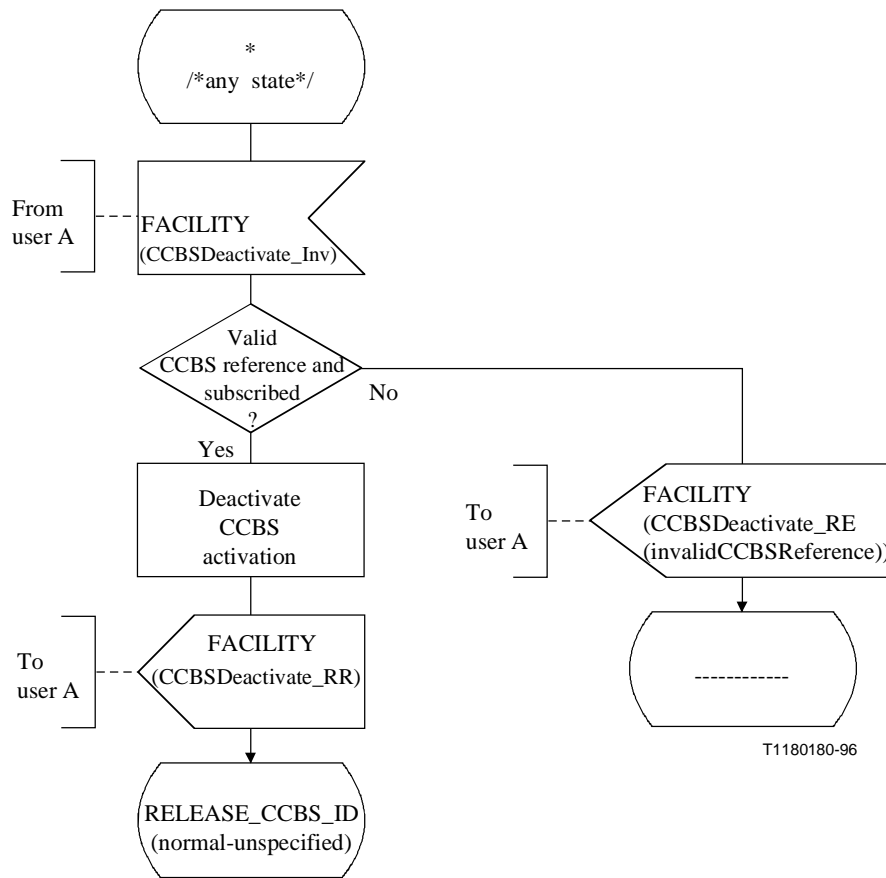 *
/*any state*/
From
user A
FACILITY
(CCBSDeactivate_Inv)
Valid
CCBS reference and
subscribed
?
No
Yes
Deactivate
CCBS
activation
To
user A
FACILITY
(CCBSDeactivate_RE
(invalidCCBSReference))
To
user A
FACILITY
(CCBSDeactivate_RR)
------------
T1180180-96
RELEASE_CCBS_ID
(normal-unspecified)